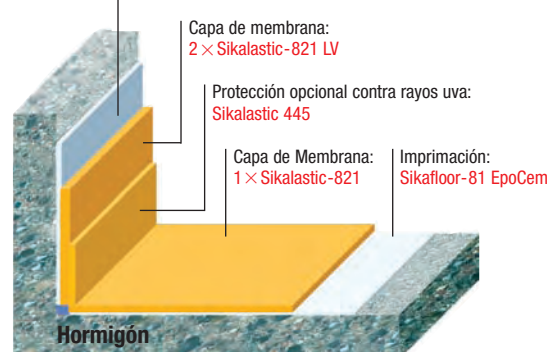 Capa de membrana:
2 × Sikalastic-821 LV
Protección opcional contra rayos uva:
Sikalastic 445
Capa de Membrana:
1 × Sikalastic-821
Imprimación:
Sikafloor-81 EpoCem
Hormigón